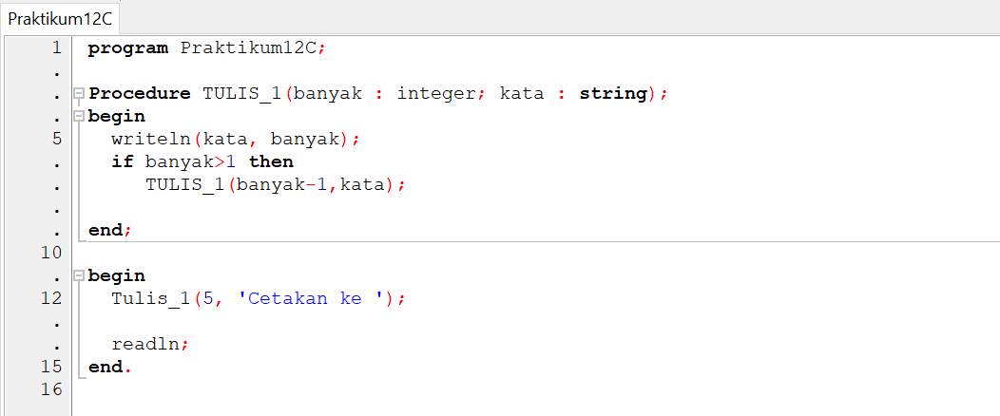 Praktikum12C
1 program Praktikum12C;
.
. Procedure TULIS_1(banyak : integer; kata : string);
. begin
5 writeln(kata, banyak);
. if banyak>1 then
. TULIS_1(banyak-1,kata);
.
. end;
10
. begin
12 Tulis_1(5, 'Cetakan ke ');
.
. readln;
15 end.
16